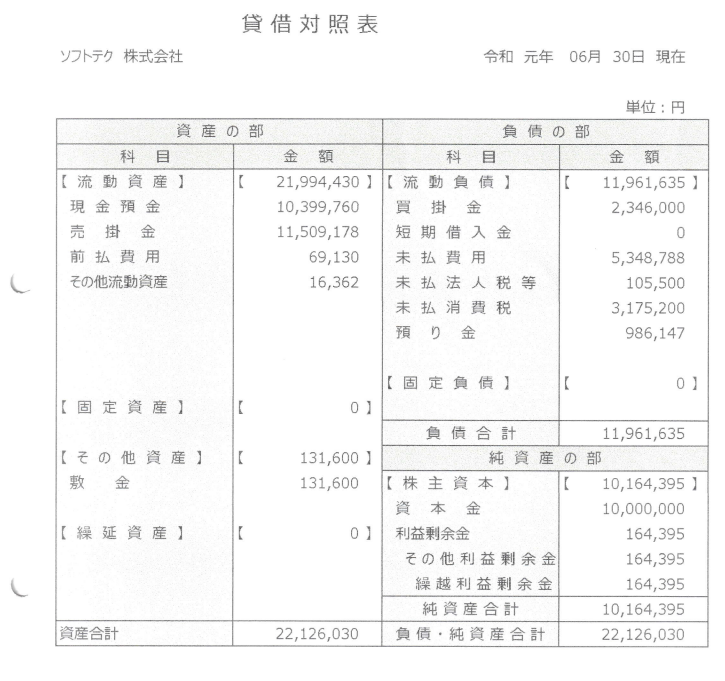 貸借対照表
ソフトテク 株式会社
令和 元年 06月 30日 現在
単位：円
資産の部
科目 金額
【流動資産】 【 21,994,430 】
現金預金 10,399,760
売掛金 11,509,178
前払費用 69,130
その他流動資産 16,362
【固定資産】 【 0 】
【その他資産】 【 131,600 】
敷金 131,600
【繰延資産】 【 0 】
資産合計 22,126,030
負債の部
科目 金額
【流動負債】 【 11,961,635 】
買掛金 2,346,000
短期借入金 0
未払費用 5,348,788
未払法人税等 105,500
未払消費税 3,175,200
預り金 986,147
【固定負債】 【 0 】
負債合計 11,961,635
純資産の部
【株主資本】 【 10,164,395 】
資本金 10,000,000
利益剰余金 164,395
その他利益剰余金 164,395
繰越利益剰余金 164,395
純資産合計 10,164,395
負債・純資産合計 22,126,030